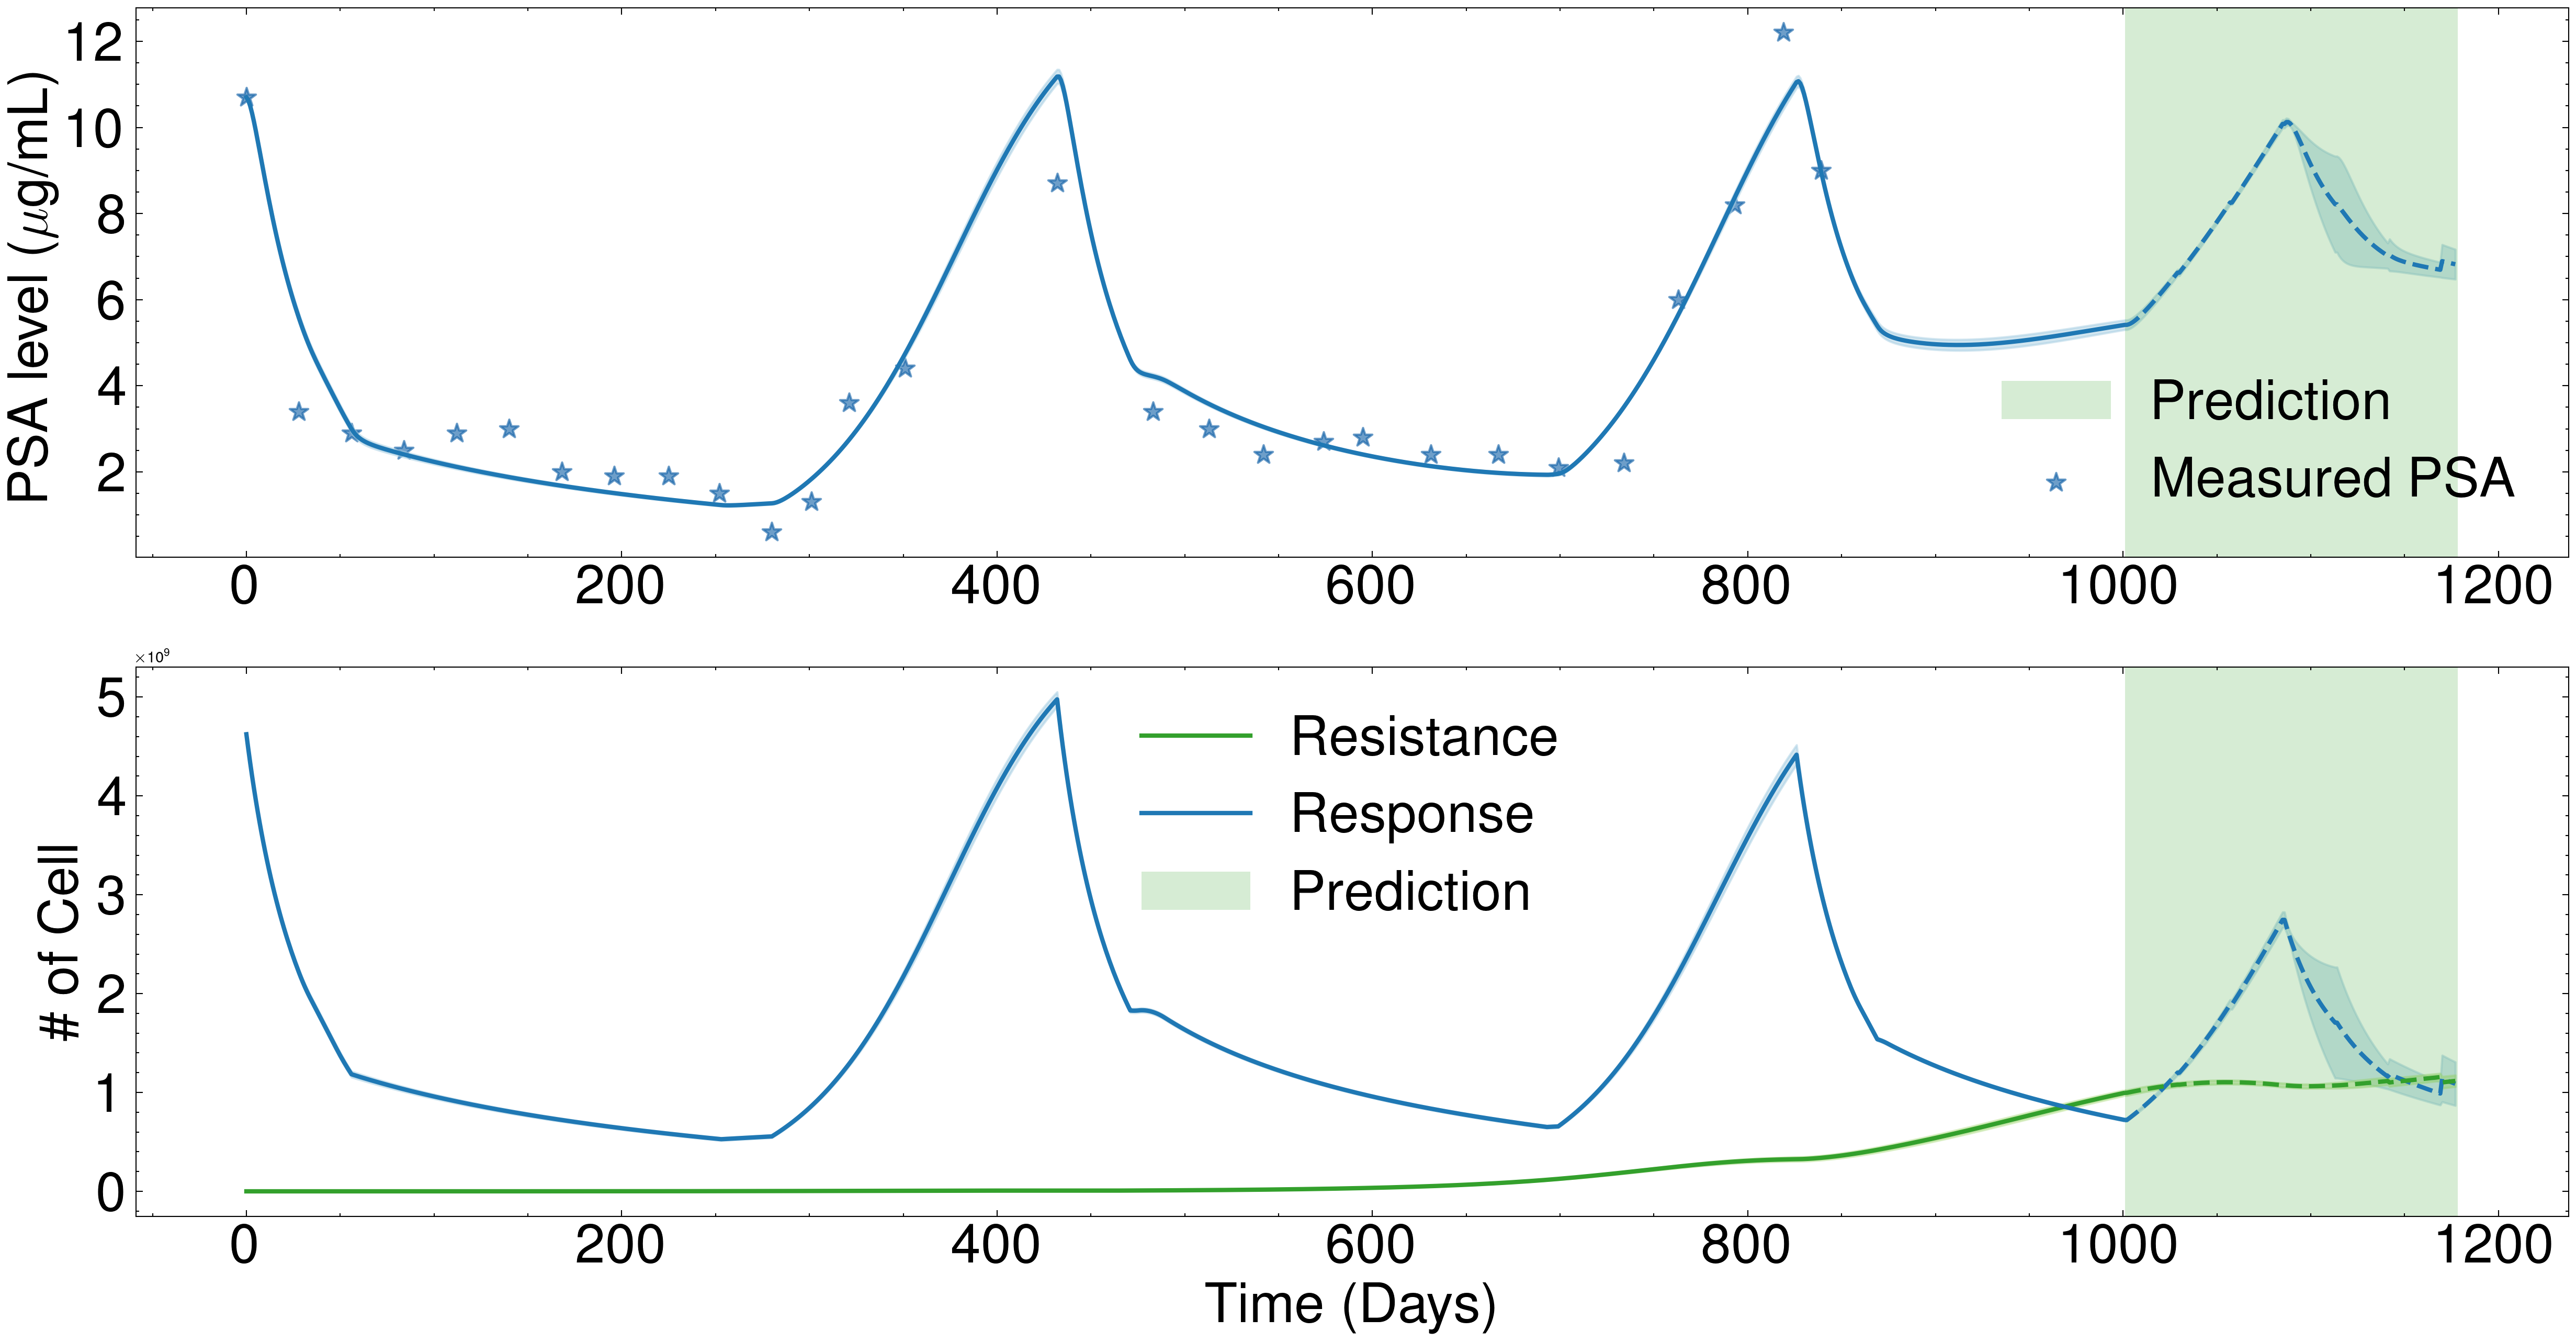 PSA level (μg/mL)
12
10
8
6
4
2
Prediction
Measured PSA
0 200 400 600 800 1000 1200
×10⁹
# of Cell
5
4
3
2
1
0
Resistance
Response
Prediction
0 200 400 600 800 1000 1200
Time (Days)